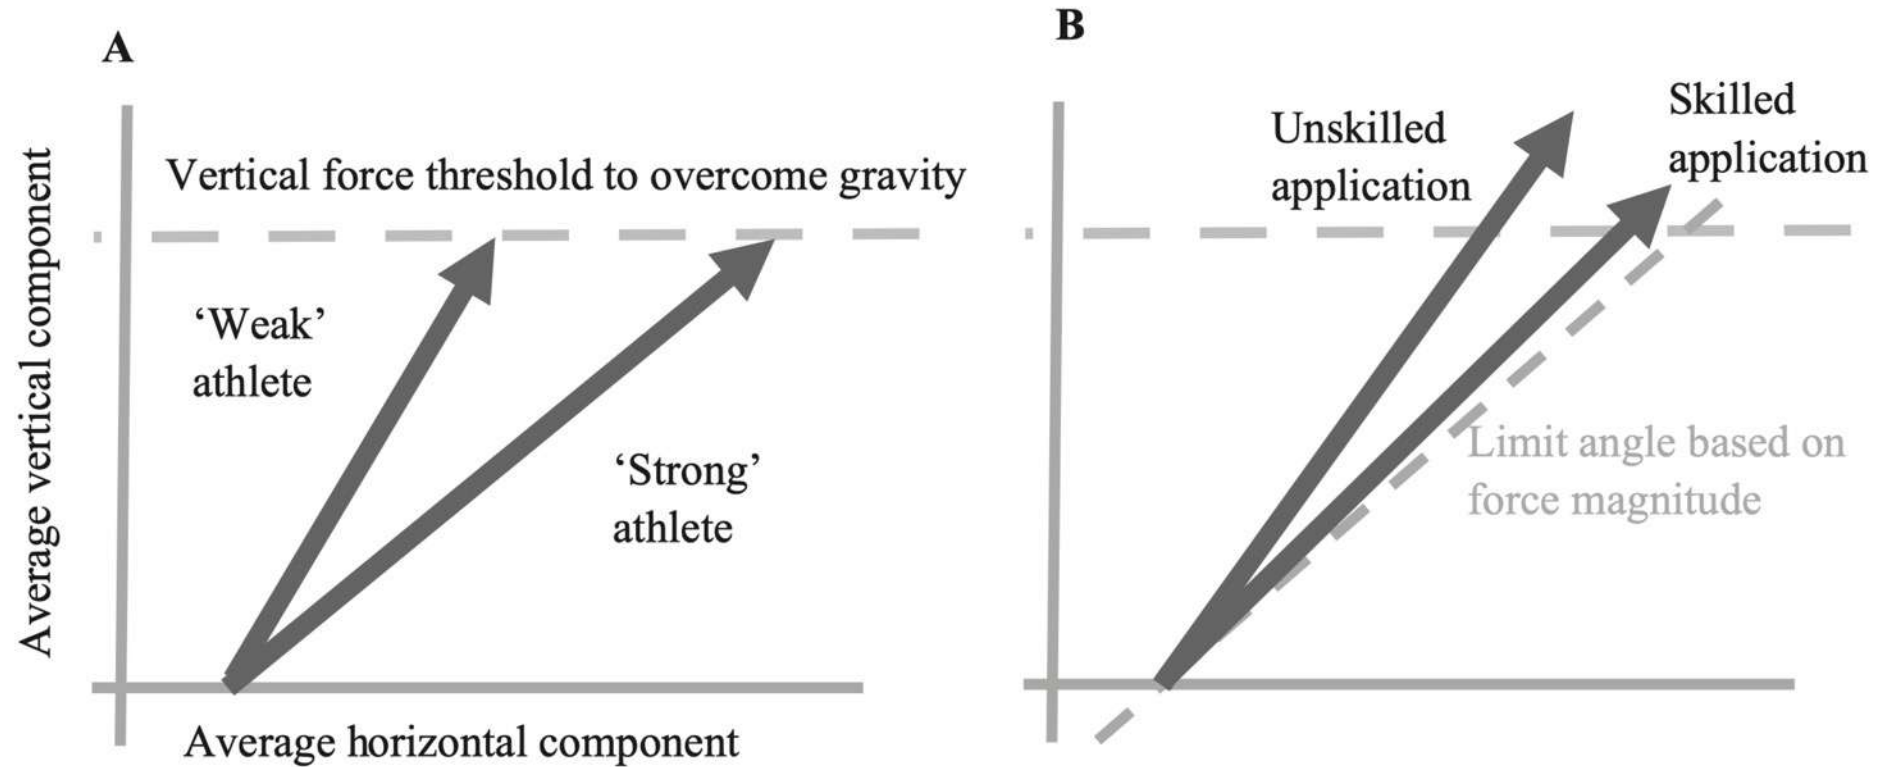 A
Average vertical component
Vertical force threshold to overcome gravity
‘Weak’
athlete
‘Strong’
athlete
Average horizontal component
B
Unskilled
application
Skilled
application
Limit angle based on
force magnitude